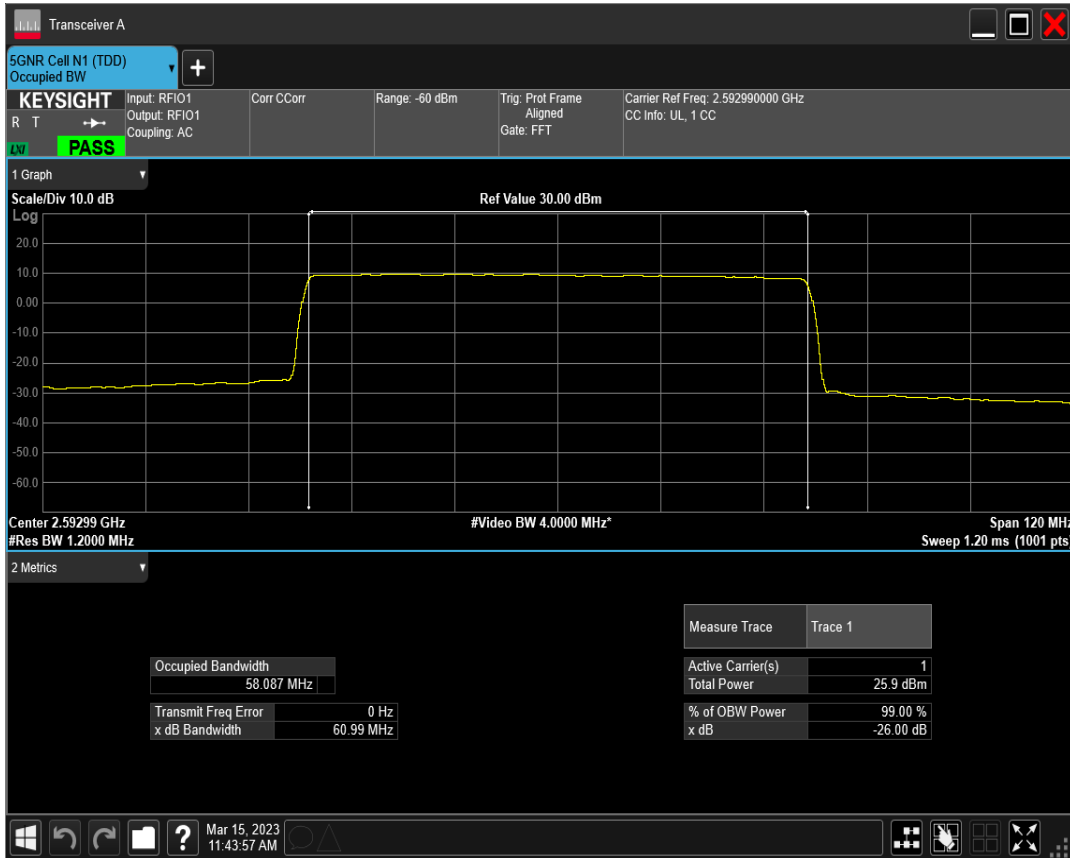 Transceiver A
5GNR Cell N1 (TDD)
Occupied BW
+
KEYSIGHT
R T
LXI
PASS
Input: RFIO1
Output: RFIO1
Coupling: AC
Corr CCorr
Range: -60 dBm
Trig: Prot Frame
Aligned
Gate: FFT
Carrier Ref Freq: 2.592990000 GHz
CC Info: UL, 1 CC
1 Graph
Scale/Div 10.0 dB
Ref Value 30.00 dBm
Log
20.0
10.0
0.00
-10.0
-20.0
-30.0
-40.0
-50.0
-60.0
Center 2.59299 GHz
#Video BW 4.0000 MHz*
Span 120 MHz
#Res BW 1.2000 MHz
Sweep 1.20 ms (1001 pts)
2 Metrics
Measure Trace Trace 1
Occupied Bandwidth
58.087 MHz
Transmit Freq Error 0 Hz
x dB Bandwidth 60.99 MHz
Active Carrier(s) 1
Total Power 25.9 dBm
% of OBW Power 99.00 %
x dB -26.00 dB
?
Mar 15, 2023
11:43:57 AM